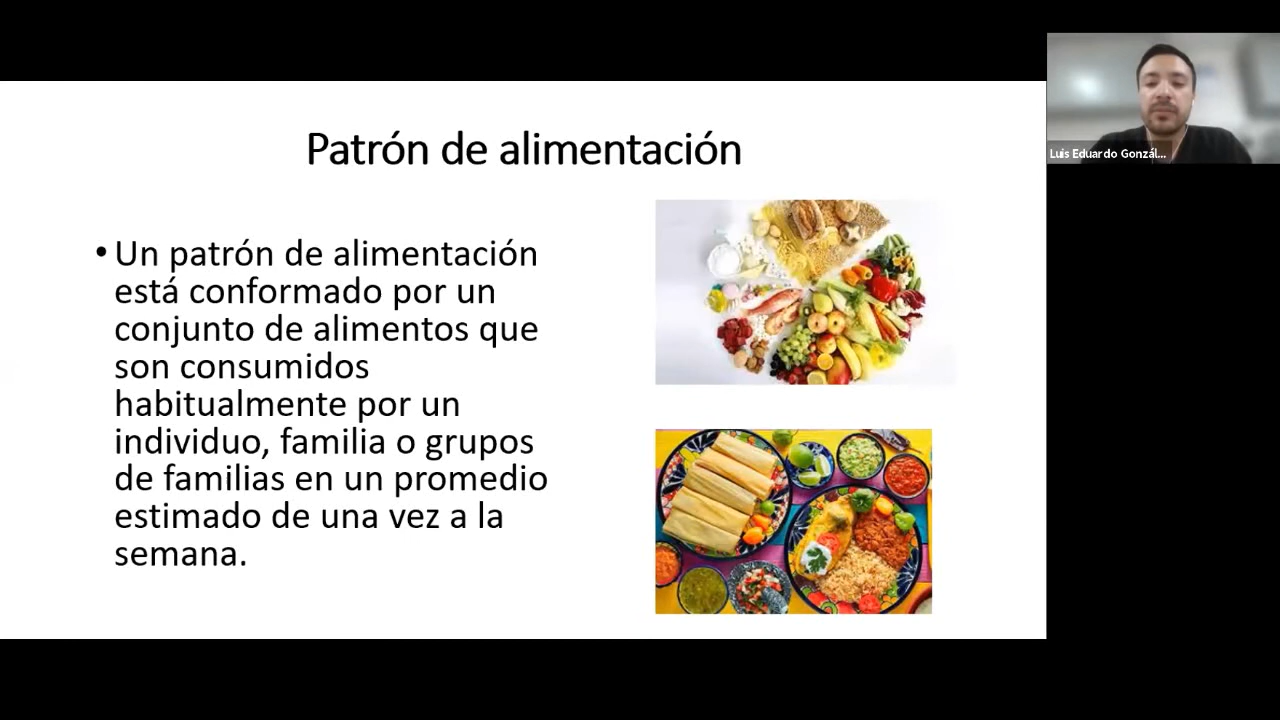 Patrón de alimentación
• Un patrón de alimentación
está conformado por un
conjunto de alimentos que
son consumidos
habitualmente por un
individuo, familia o grupos
de familias en un promedio
estimado de una vez a la
semana.
Luis Eduardo Gonzál...